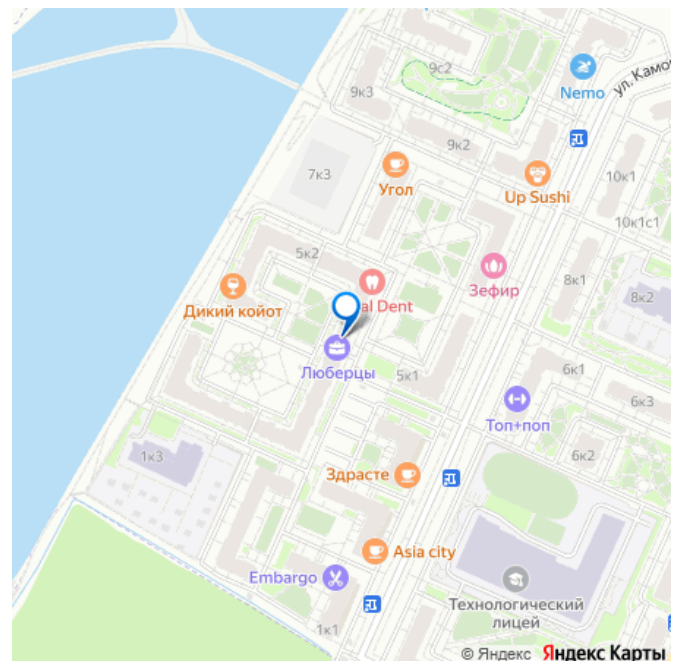 9с2
9к3
Nemo
ул. Камо
9к2
7к3
Угол
10к1
Up Sushi
10к1с1
5к2
Зефир
8к1
8к2
al Dent
Дикий койот
Люберцы
5к1
6к1
6к3
Топ+поп
1к3
6к2
Здрасте
Asia city
Embargo
Технологический
лицей
1к1
© Яндекс Яндекс Карты